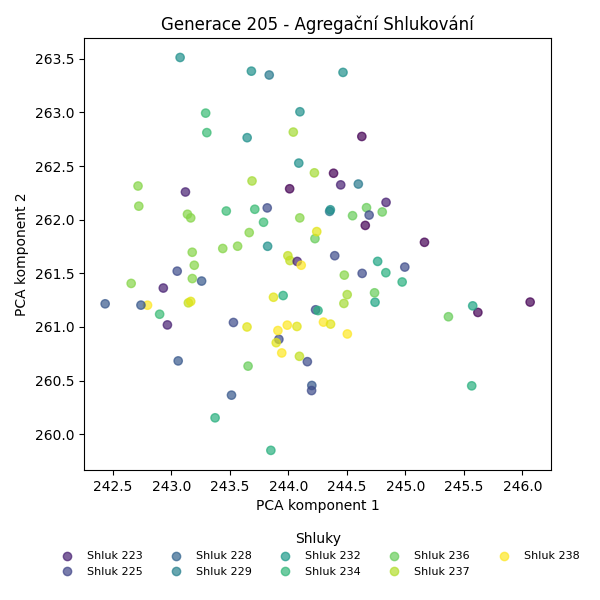 Generace 205 - Agregační Shlukování
PCA komponent 2
263.5
263.0
262.5
262.0
261.5
261.0
260.5
260.0
242.5 243.0 243.5 244.0 244.5 245.0 245.5 246.0
PCA komponent 1
Shluky
Shluk 223 Shluk 228 Shluk 232 Shluk 236 Shluk 238
Shluk 225 Shluk 229 Shluk 234 Shluk 237